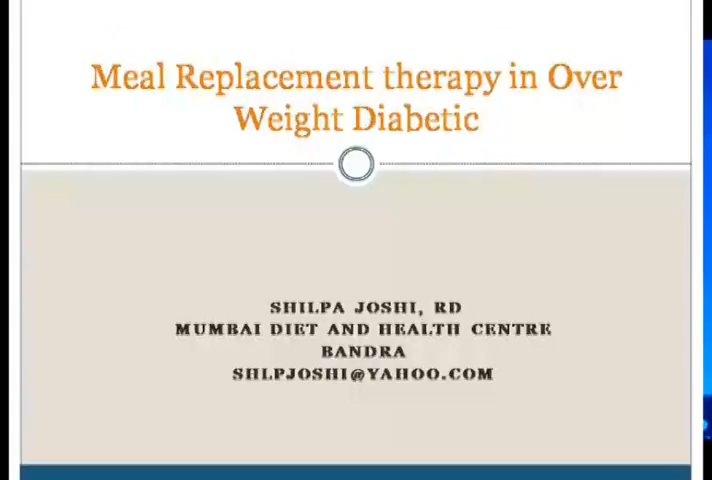 Meal Replacement therapy in Over
Weight Diabetic
SHILPA JOSHI, RD
MUMBAI DIET AND HEALTH CENTRE
BANDRA
SHLPJOSHI@YAHOO.COM